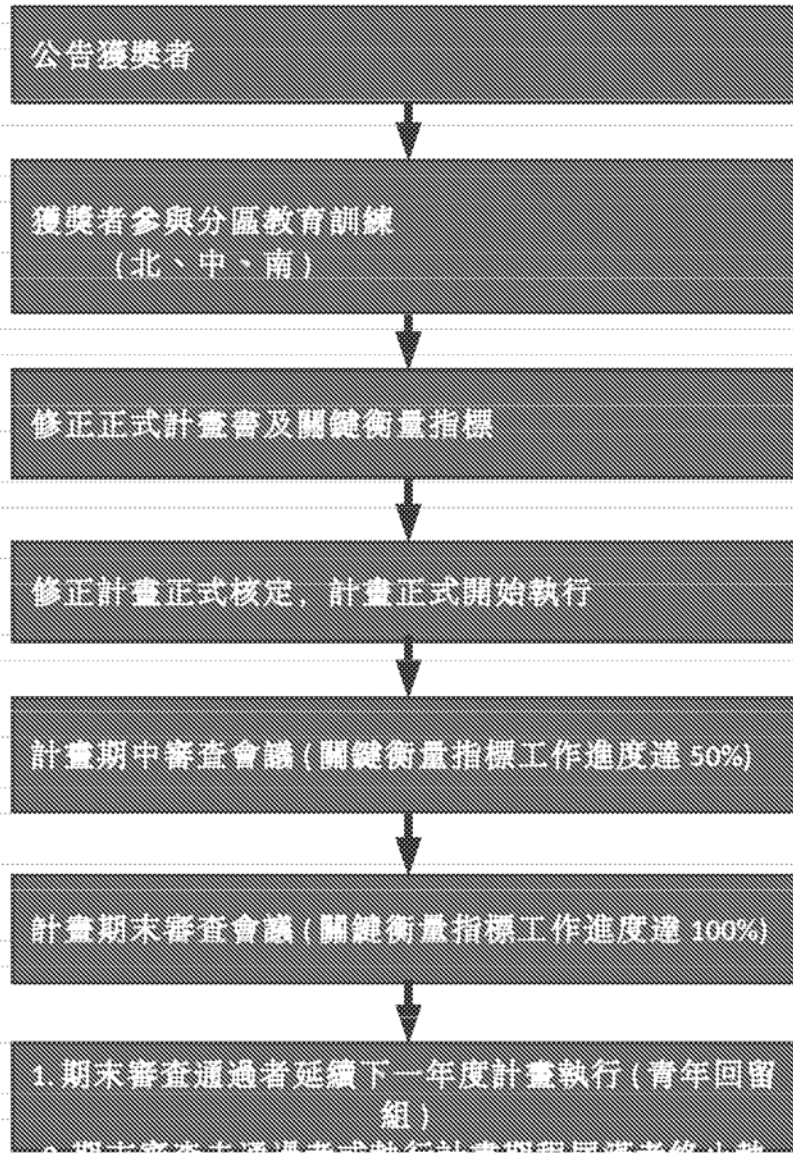 公告獲獎者
獲獎者參與分區教育訓練
(北、中、南)
修正正式計畫書及關鍵衡量指標
修正計畫正式核定，計畫正式開始執行
計畫期中審查會議(關鍵衡量指標工作進度達 50%)
計畫期末審查會議(關鍵衡量指標工作進度達 100%)
1. 期末審查通過者延續下一年度計畫執行(青年回留
組)